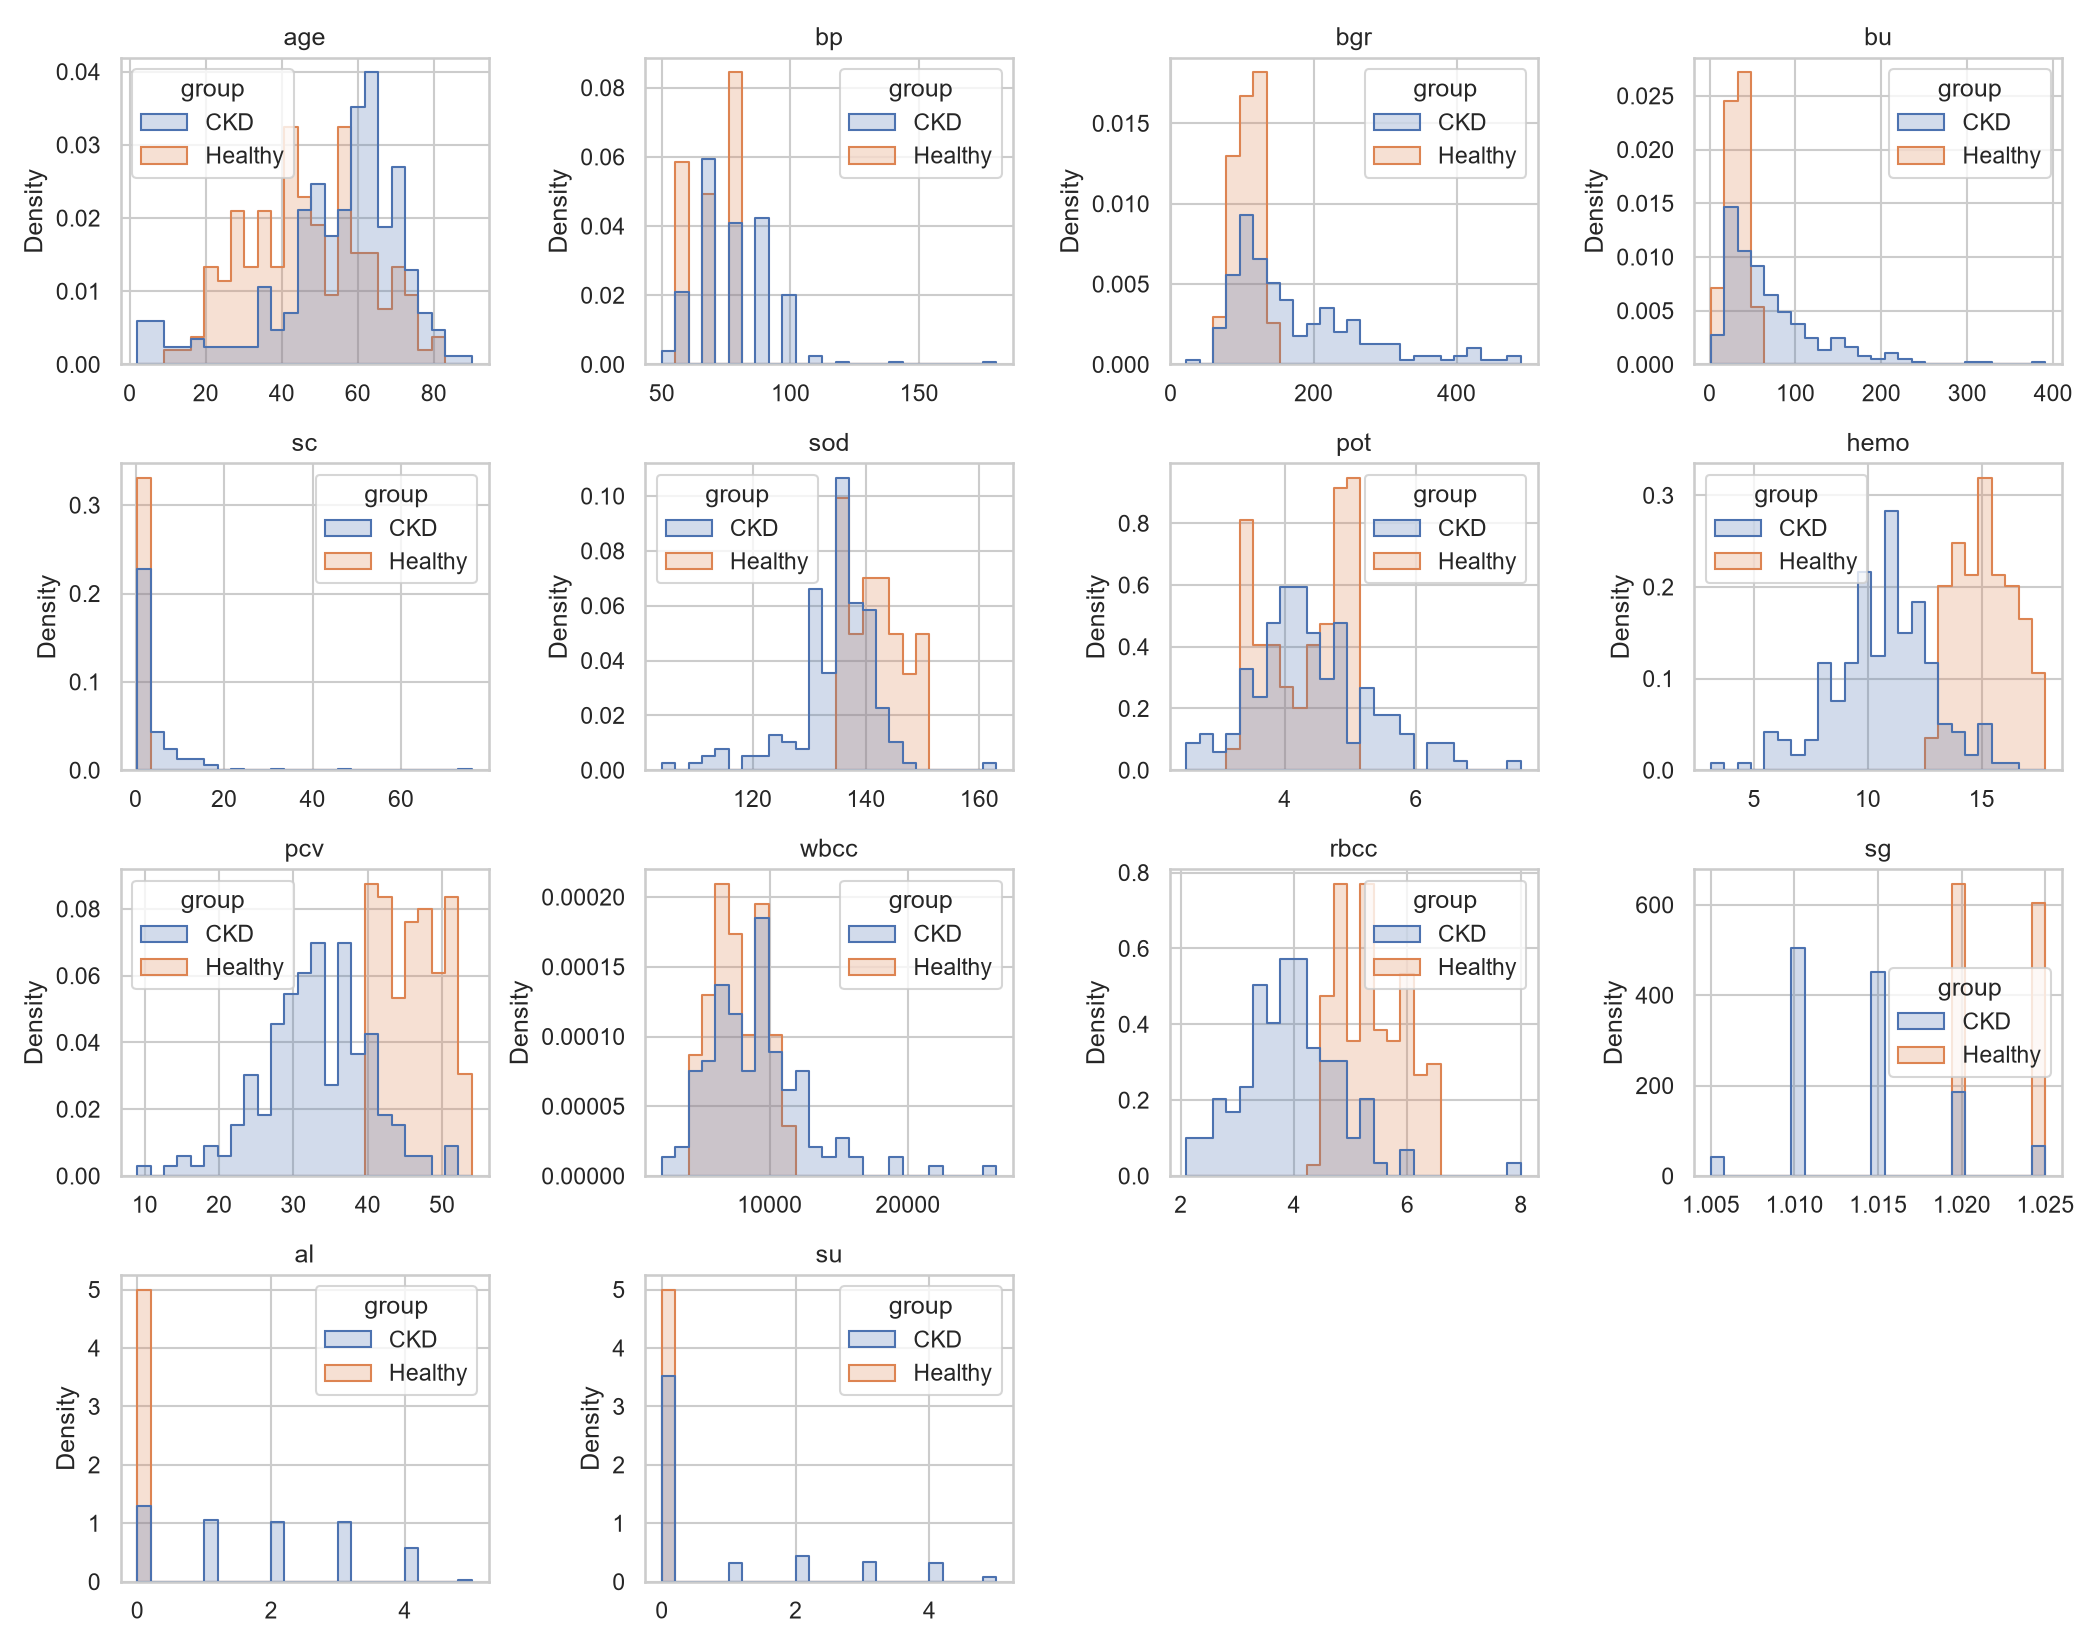 age
group
CKD
Healthy
Density
0.04
0.03
0.02
0.01
0.00
0 20 40 60 80
bp
group
CKD
Healthy
Density
0.08
0.06
0.04
0.02
0.00
50 100 150
bgr
group
CKD
Healthy
Density
0.015
0.010
0.005
0.000
0 200 400
bu
group
CKD
Healthy
Density
0.025
0.020
0.015
0.010
0.005
0.000
0 100 200 300 400
sc
group
CKD
Healthy
Density
0.3
0.2
0.1
0.0
0 20 40 60
sod
group
CKD
Healthy
Density
0.10
0.08
0.06
0.04
0.02
0.00
120 140 160
pot
group
CKD
Healthy
Density
0.8
0.6
0.4
0.2
0.0
4 6
hemo
group
CKD
Healthy
Density
0.3
0.2
0.1
0.0
5 10 15
pcv
group
CKD
Healthy
Density
0.08
0.06
0.04
0.02
0.00
10 20 30 40 50
wbcc
group
CKD
Healthy
Density
0.00020
0.00015
0.00010
0.00005
0.00000
10000 20000
rbcc
group
CKD
Healthy
Density
0.8
0.6
0.4
0.2
0.0
2 4 6 8
sg
group
CKD
Healthy
Density
600
400
200
0
1.005 1.010 1.015 1.020 1.025
al
group
CKD
Healthy
Density
5
4
3
2
1
0
0 2 4
su
group
CKD
Healthy
Density
5
4
3
2
1
0
0 2 4